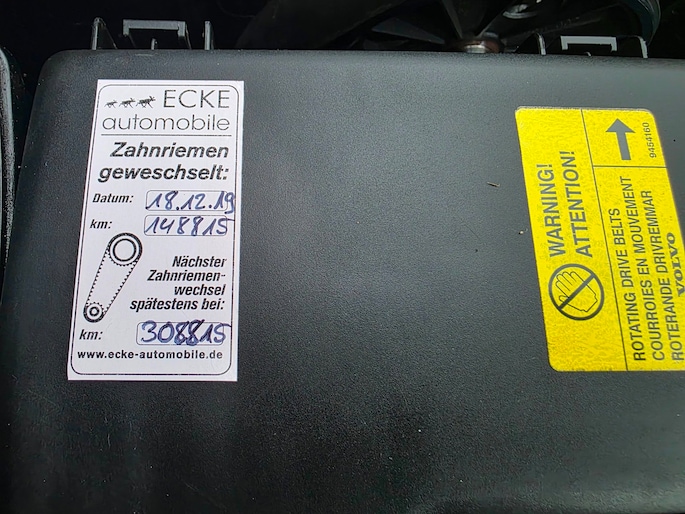 ECKE
automobile
Zahnriemen
geweschselt:
Datum: 18.12.19
km: 148815
Nächster
Zahnriemen-
wechsel
spätestens bei:
km: 308815
www.ecke-automobile.de
WARNING!
ATTENTION!
9454160
ROTATING DRIVE BELTS
COURROIES EN MOUVEMENT
ROTERANDE DRIVREMMAR
VOLVO